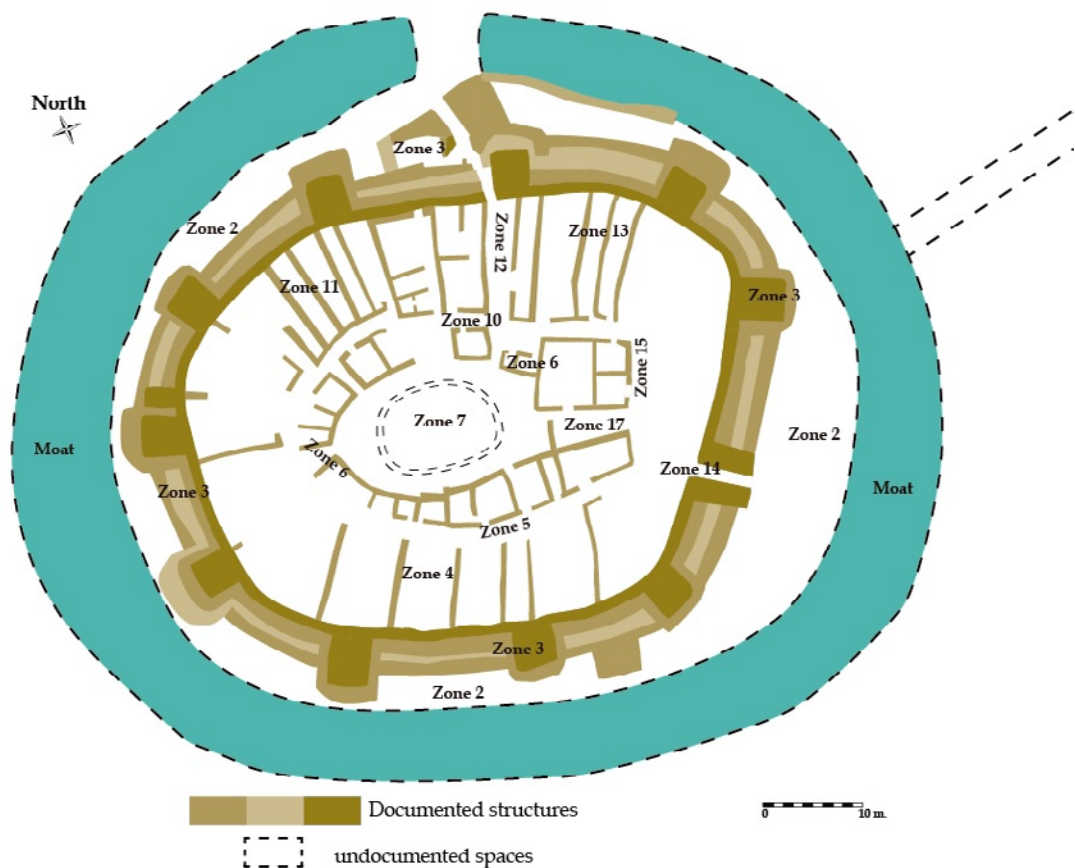 North
Zone 3
Zone 2
Zone 12
Zone 13
Zone 11
Zone 3
Zone 10
Zone 6
Zone 15
Zone 7
Zone 17
Zone 2
Moat
Zone 6
Zone 14
Zone 3
Moat
Zone 5
Zone 4
Zone 3
Zone 2
Documented structures
0 10 m.
undocumented spaces